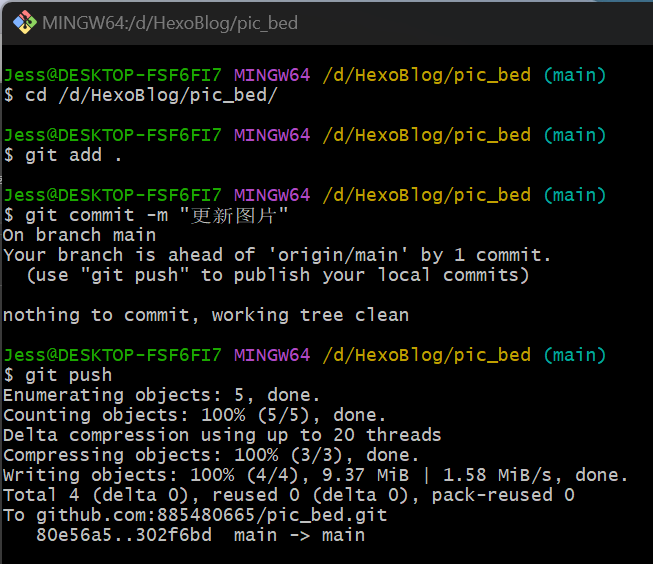 MINGW64:/d/HexoBlog/pic_bed
Jess@DESKTOP-FSF6FI7 MINGW64 /d/HexoBlog/pic_bed (main)
$ cd /d/HexoBlog/pic_bed/
Jess@DESKTOP-FSF6FI7 MINGW64 /d/HexoBlog/pic_bed (main)
$ git add .
Jess@DESKTOP-FSF6FI7 MINGW64 /d/HexoBlog/pic_bed (main)
$ git commit -m "更新图片"
On branch main
Your branch is ahead of 'origin/main' by 1 commit.
  (use "git push" to publish your local commits)
nothing to commit, working tree clean
Jess@DESKTOP-FSF6FI7 MINGW64 /d/HexoBlog/pic_bed (main)
$ git push
Enumerating objects: 5, done.
Counting objects: 100% (5/5), done.
Delta compression using up to 20 threads
Compressing objects: 100% (3/3), done.
Writing objects: 100% (4/4), 9.37 MiB | 1.58 MiB/s, done.
Total 4 (delta 0), reused 0 (delta 0), pack-reused 0
To github.com:885480665/pic_bed.git
   80e56a5..302f6bd  main -> main